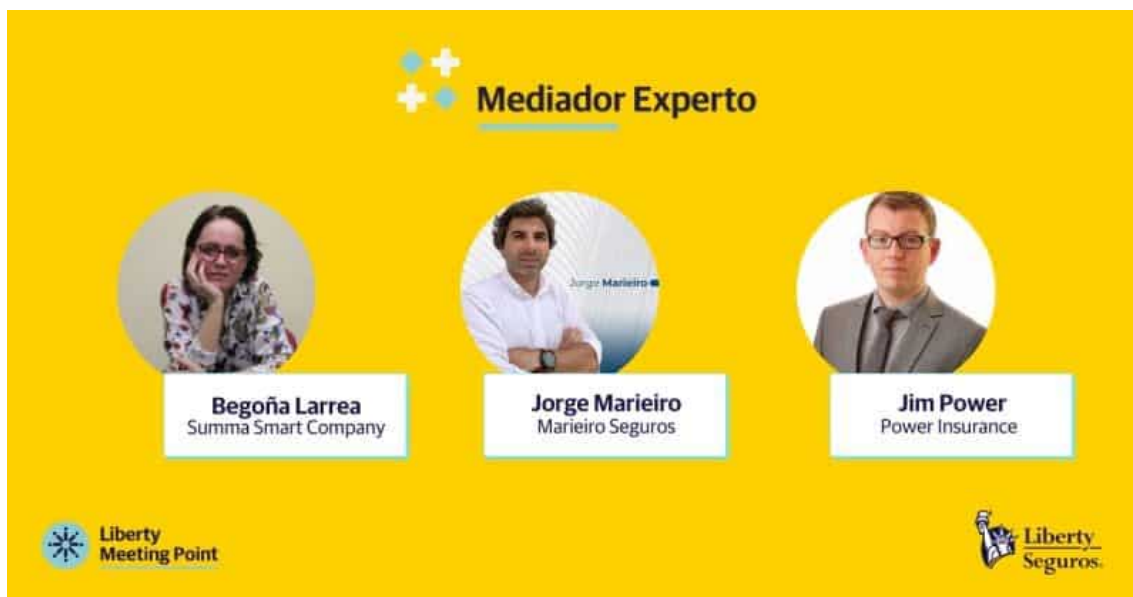 Mediador Experto
Jorge Marieiro
Begoña Larrea
Summa Smart Company
Jorge Marieiro
Marieiro Seguros
Jim Power
Power Insurance
Liberty
Meeting Point
Liberty
Seguros.